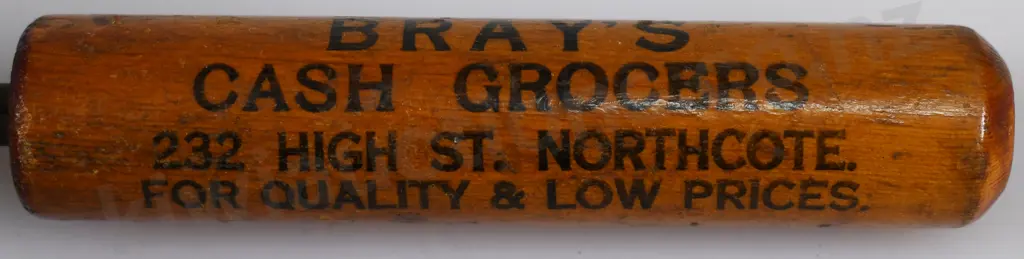 BRAY'S
CASH GROCERS
232 HIGH ST. NORTHCOTE.
FOR QUALITY & LOW PRICES.